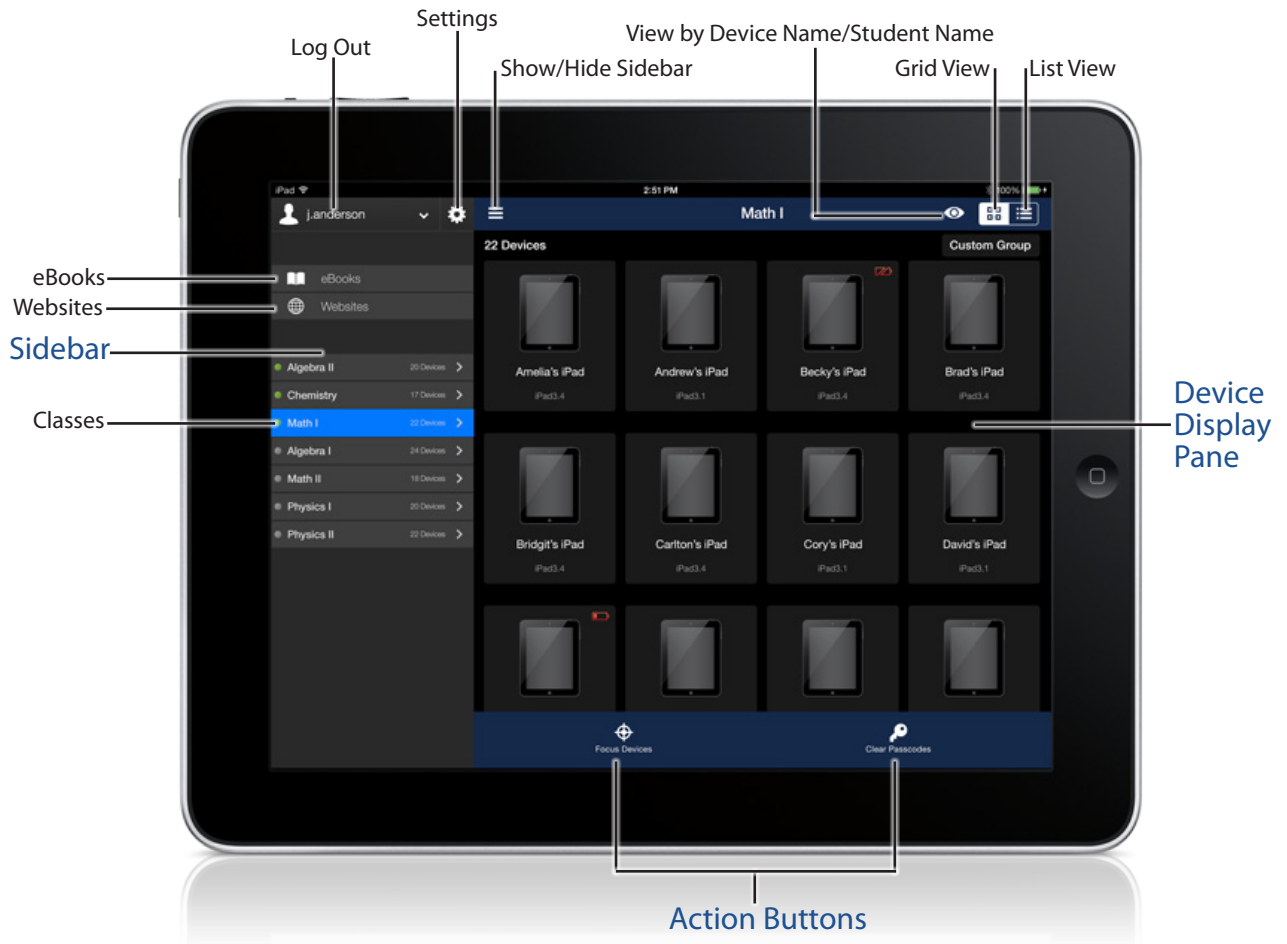 Settings
Log Out
View by Device Name/Student Name
Show/Hide Sidebar
Grid View
List View
iPad
2:51 PM
100%
j.anderson
Math I
22 Devices
Custom Group
eBooks
eBooks
Websites
Websites
Sidebar
Classes
Algebra II 20 Devices
Chemistry 17 Devices
Math I 22 Devices
Algebra I 24 Devices
Math II 18 Devices
Physics I 20 Devices
Physics II 22 Devices
Amelia's iPad
iPad3.4
Andrew's iPad
iPad3.1
Becky's iPad
iPad3.4
Brad's iPad
iPad3.4
Device
Display
Pane
Bridgit's iPad
iPad3.4
Carlton's iPad
iPad3.4
Cory's iPad
iPad3.1
David's iPad
iPad3.1
Focus Devices
Clear Passcodes
Action Buttons